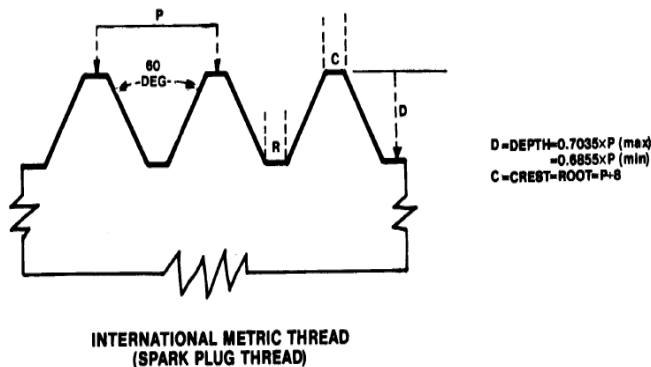 P
60
DEG
C
R
D
D=DEPTH=0.7035×P (max)
=0.6855×P (min)
C=CREST=ROOT=P÷8
INTERNATIONAL METRIC THREAD
(SPARK PLUG THREAD)